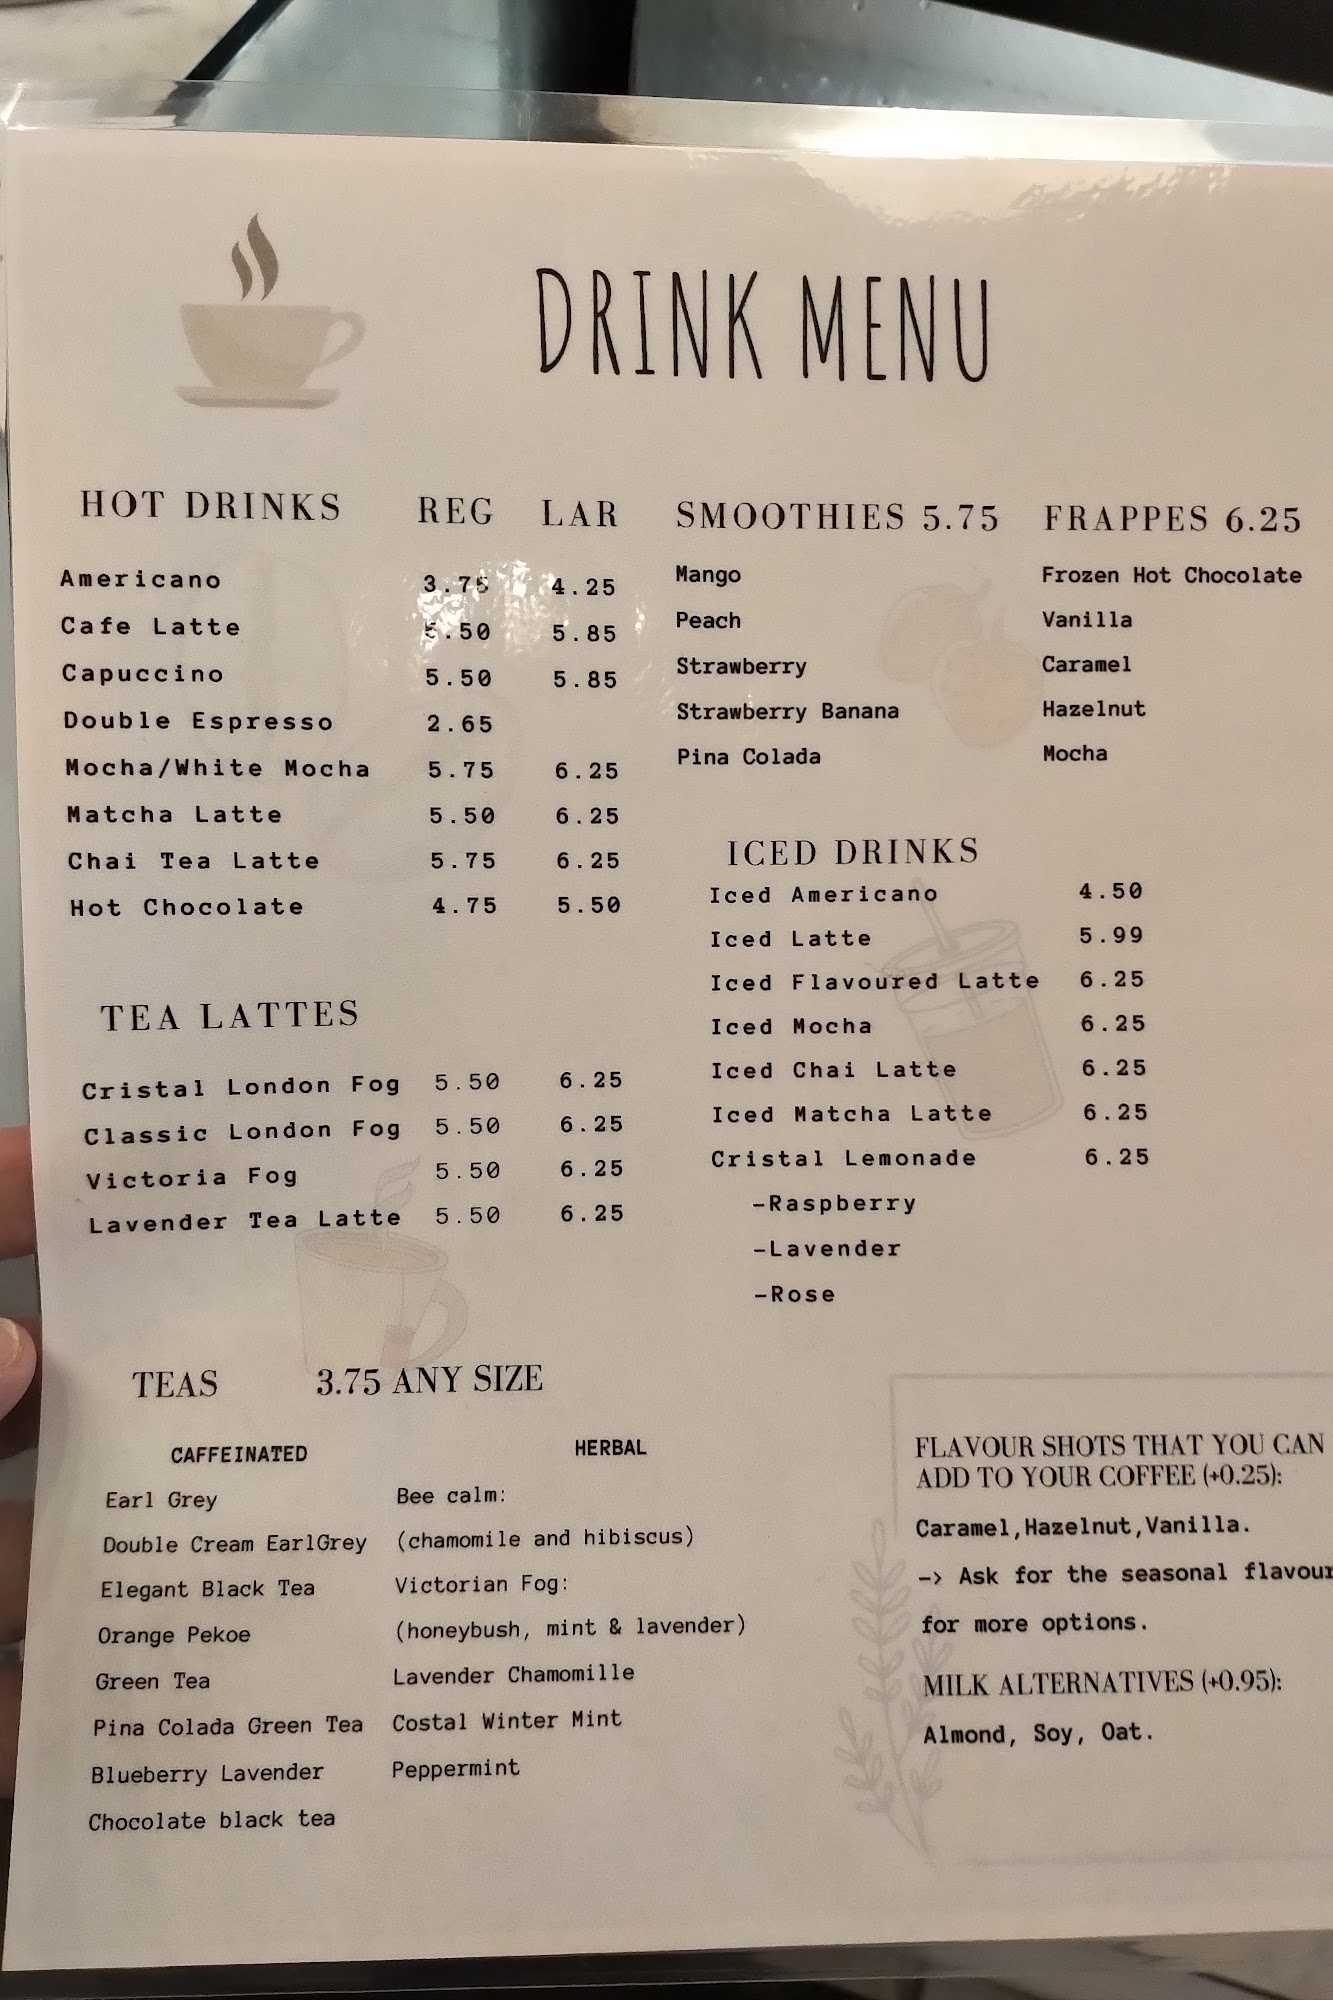 DRINK MENU
HOT DRINKS REG LAR
Americano 3.75 4.25
Cafe Latte 5.50 5.85
Capuccino 5.50 5.85
Double Espresso 2.65
Mocha/White Mocha 5.75 6.25
Matcha Latte 5.50 6.25
Chai Tea Latte 5.75 6.25
Hot Chocolate 4.75 5.50
TEA LATTES
Cristal London Fog 5.50 6.25
Classic London Fog 5.50 6.25
Victoria Fog 5.50 6.25
Lavender Tea Latte 5.50 6.25
SMOOTHIES 5.75
Mango
Peach
Strawberry
Strawberry Banana
Pina Colada
FRAPPES 6.25
Frozen Hot Chocolate
Vanilla
Caramel
Hazelnut
Mocha
ICED DRINKS
Iced Americano 4.50
Iced Latte 5.99
Iced Flavoured Latte 6.25
Iced Mocha 6.25
Iced Chai Latte 6.25
Iced Matcha Latte 6.25
Cristal Lemonade 6.25
-Raspberry
-Lavender
-Rose
TEAS 3.75 ANY SIZE
CAFFEINATED
Earl Grey
Double Cream EarlGrey
Elegant Black Tea
Orange Pekoe
Green Tea
Pina Colada Green Tea
Blueberry Lavender
Chocolate black tea
HERBAL
Bee calm:
(chamomile and hibiscus)
Victorian Fog:
(honeybush, mint & lavender)
Lavender Chamomille
Costal Winter Mint
Peppermint
FLAVOUR SHOTS THAT YOU CAN
ADD TO YOUR COFFEE (+0.25):
Caramel,Hazelnut,Vanilla.
-> Ask for the seasonal flavour
for more options.
MILK ALTERNATIVES (+0.95):
Almond, Soy, Oat.